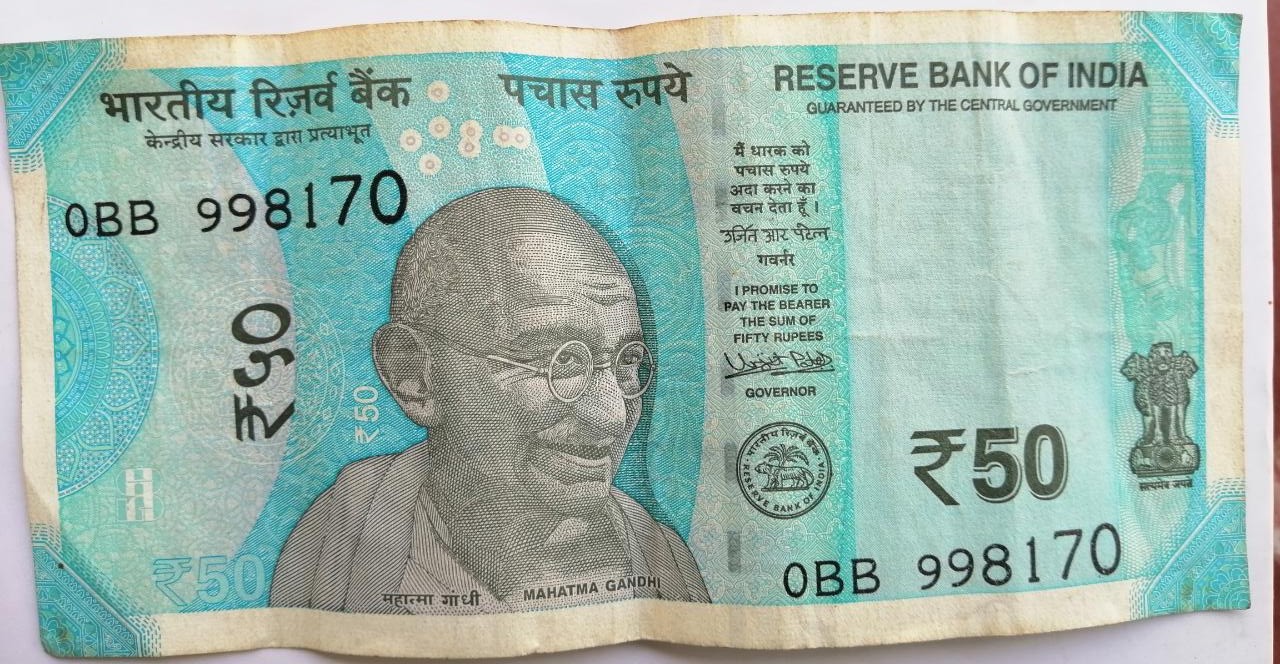 भारतीय रिज़र्व बैंक
केन्द्रीय सरकार द्वारा प्रत्याभूत
पचास रुपये
RESERVE BANK OF INDIA
GUARANTEED BY THE CENTRAL GOVERNMENT
0BB 998170
₹५०
₹50
₹50
महात्मा गांधी
MAHATMA GANDHI
मैं धारक को
पचास रुपये
अदा करने का
वचन देता हूँ ।
उर्जित आर पटेल
गवर्नर
I PROMISE TO
PAY THE BEARER
THE SUM OF
FIFTY RUPEES
Urjit Patel
GOVERNOR
भारतीय रिज़र्व बैंक
RESERVE BANK OF INDIA
₹50
सत्यमेव जयते
0BB 998170